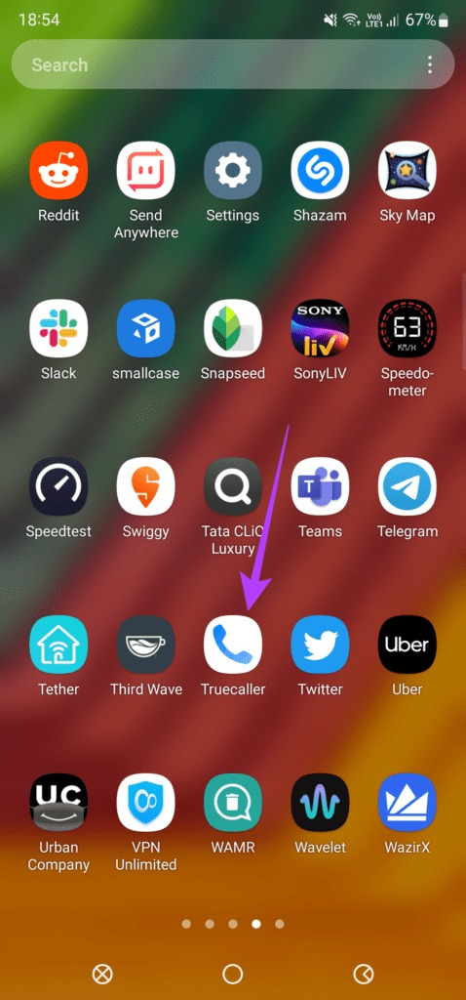 18:54
Vo)) LTE1 67%
Search
Reddit
Send Anywhere
Settings
Shazam
Sky Map
Slack
smallcase
Snapseed
SONY liv
SonyLIV
63 KM/H
Speedo-
meter
Speedtest
Swiggy
Tata CLiQ
Luxury
T
Teams
Telegram
Tether
Third Wave
Truecaller
Twitter
Uber
Uber
UC
Urban
Company
VPN
Unlimited
WAMR
Wavelet
WazirX